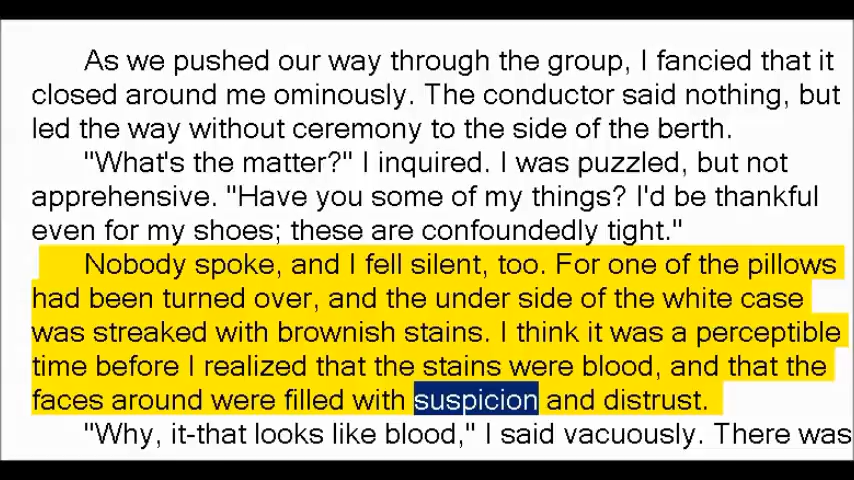 As we pushed our way through the group, I fancied that it
closed around me ominously. The conductor said nothing, but
led the way without ceremony to the side of the berth.
"What's the matter?" I inquired. I was puzzled, but not
apprehensive. "Have you some of my things? I'd be thankful
even for my shoes; these are confoundedly tight."
Nobody spoke, and I fell silent, too. For one of the pillows
had been turned over, and the under side of the white case
was streaked with brownish stains. I think it was a perceptible
time before I realized that the stains were blood, and that the
faces around were filled with suspicion and distrust.
"Why, it-that looks like blood," I said vacuously. There was